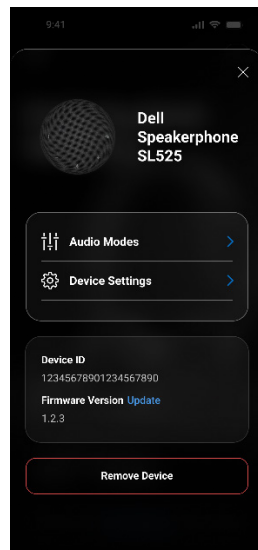 9:41
Dell
Speakerphone
SL525
Audio Modes
Device Settings
Device ID
12345678901234567890
Firmware Version Update
1.2.3
Remove Device